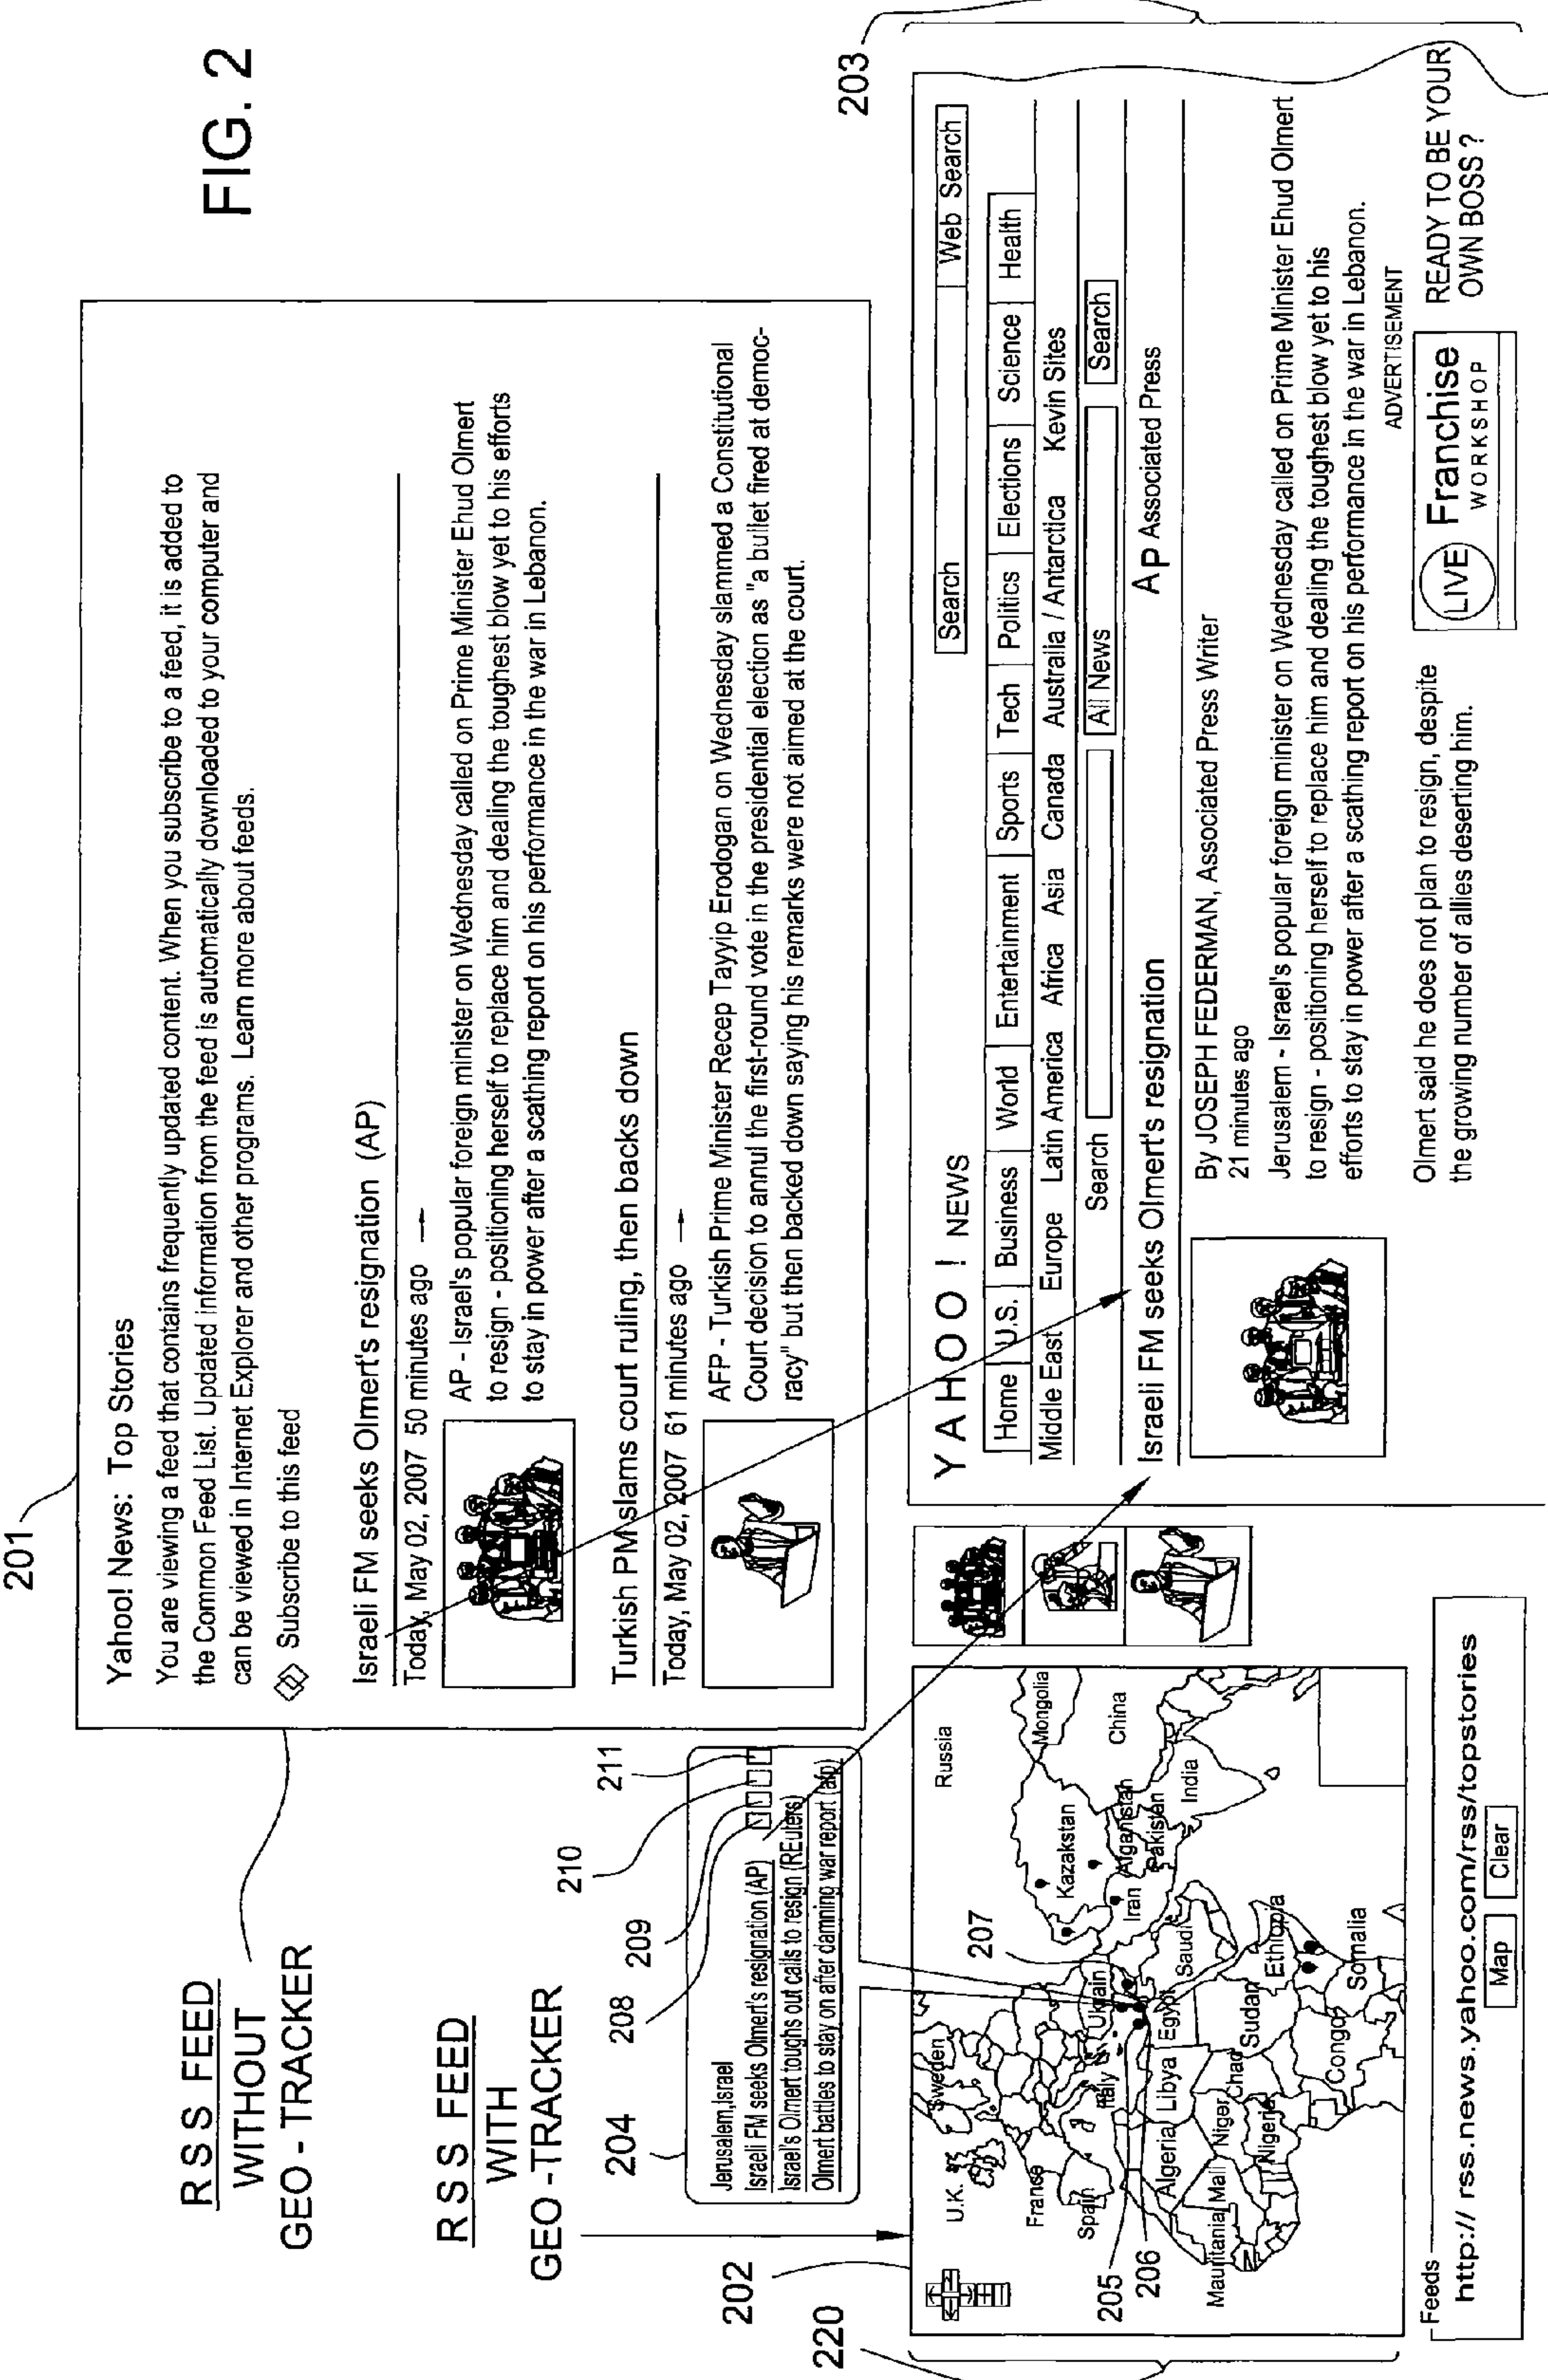 FIG. 2
201
Yahoo! News: Top Stories
You are viewing a feed that contains frequently updated content. When you subscribe to a feed, it is added to
the Common Feed List. Updated information from the feed is automatically downloaded to your computer and
can be viewed in Internet Explorer and other programs. Learn more about feeds.
Subscribe to this feed
Israeli FM seeks Olmert's resignation (AP)
Today, May 02, 2007 50 minutes ago →
AP - Israel's popular foreign minister on Wednesday called on Prime Minister Ehud Olmert
to resign - positioning herself to replace him and dealing the toughest blow yet to his efforts
to stay in power after a scathing report on his performance in the war in Lebanon.
Turkish PM slams court ruling, then backs down
Today, May 02, 2007 61 minutes ago →
AFP - Turkish Prime Minister Recep Tayyip Erodogan on Wednesday slammed a Constitutional
Court decision to annul the first-round vote in the presidential election as "a bullet fired at democ-
racy" but then backed down saying his remarks were not aimed at the court.
RSS FEED
WITHOUT
GEO - TRACKER
RSS FEED
WITH
GEO - TRACKER
204
208
209
210
211
Jerusalem,Israel
Israeli FM seeks Olmert's resignation (AP)
Israel's Olmert toughs out calls to resign (REuters)
Olmert battles to stay on after damning war report (afp)
202
220
205
206
207
U.K.
Sweden
Russia
France
Spain
Italy
Ukrain
Kazakstan
Mongolia
China
Iran
Afganistan
Pakisten
India
Saudi
Algeria
Libya
Egypt
Mauritania
Mali
Niger
Chad
Sudan
Nigeria
Ethiopia
Congo
Somalia
Feeds
http:// rss.news.yahoo.com/rss/topstories
Map
Clear
203
YAHOO! NEWS
Search
Web Search
Home U.S. Business World Entertainment Sports Tech Politics Elections Science Health
Middle East Europe Latin America Africa Asia Canada Australia / Antarctica Kevin Sites
Search All News Search
Israeli FM seeks Olmert's resignation
AP Associated Press
By JOSEPH FEDERMAN, Associated Press Writer
21 minutes ago
Jerusalem - Israel's popular foreign minister on Wednesday called on Prime Minister Ehud Olmert
to resign - positioning herself to replace him and dealing the toughest blow yet to his
efforts to stay in power after a scathing report on his performance in the war in Lebanon.
Olmert said he does not plan to resign, despite
the growing number of allies deserting him.
ADVERTISEMENT
LIVE Franchise
WORKSHOP
READY TO BE YOUR
OWN BOSS ?